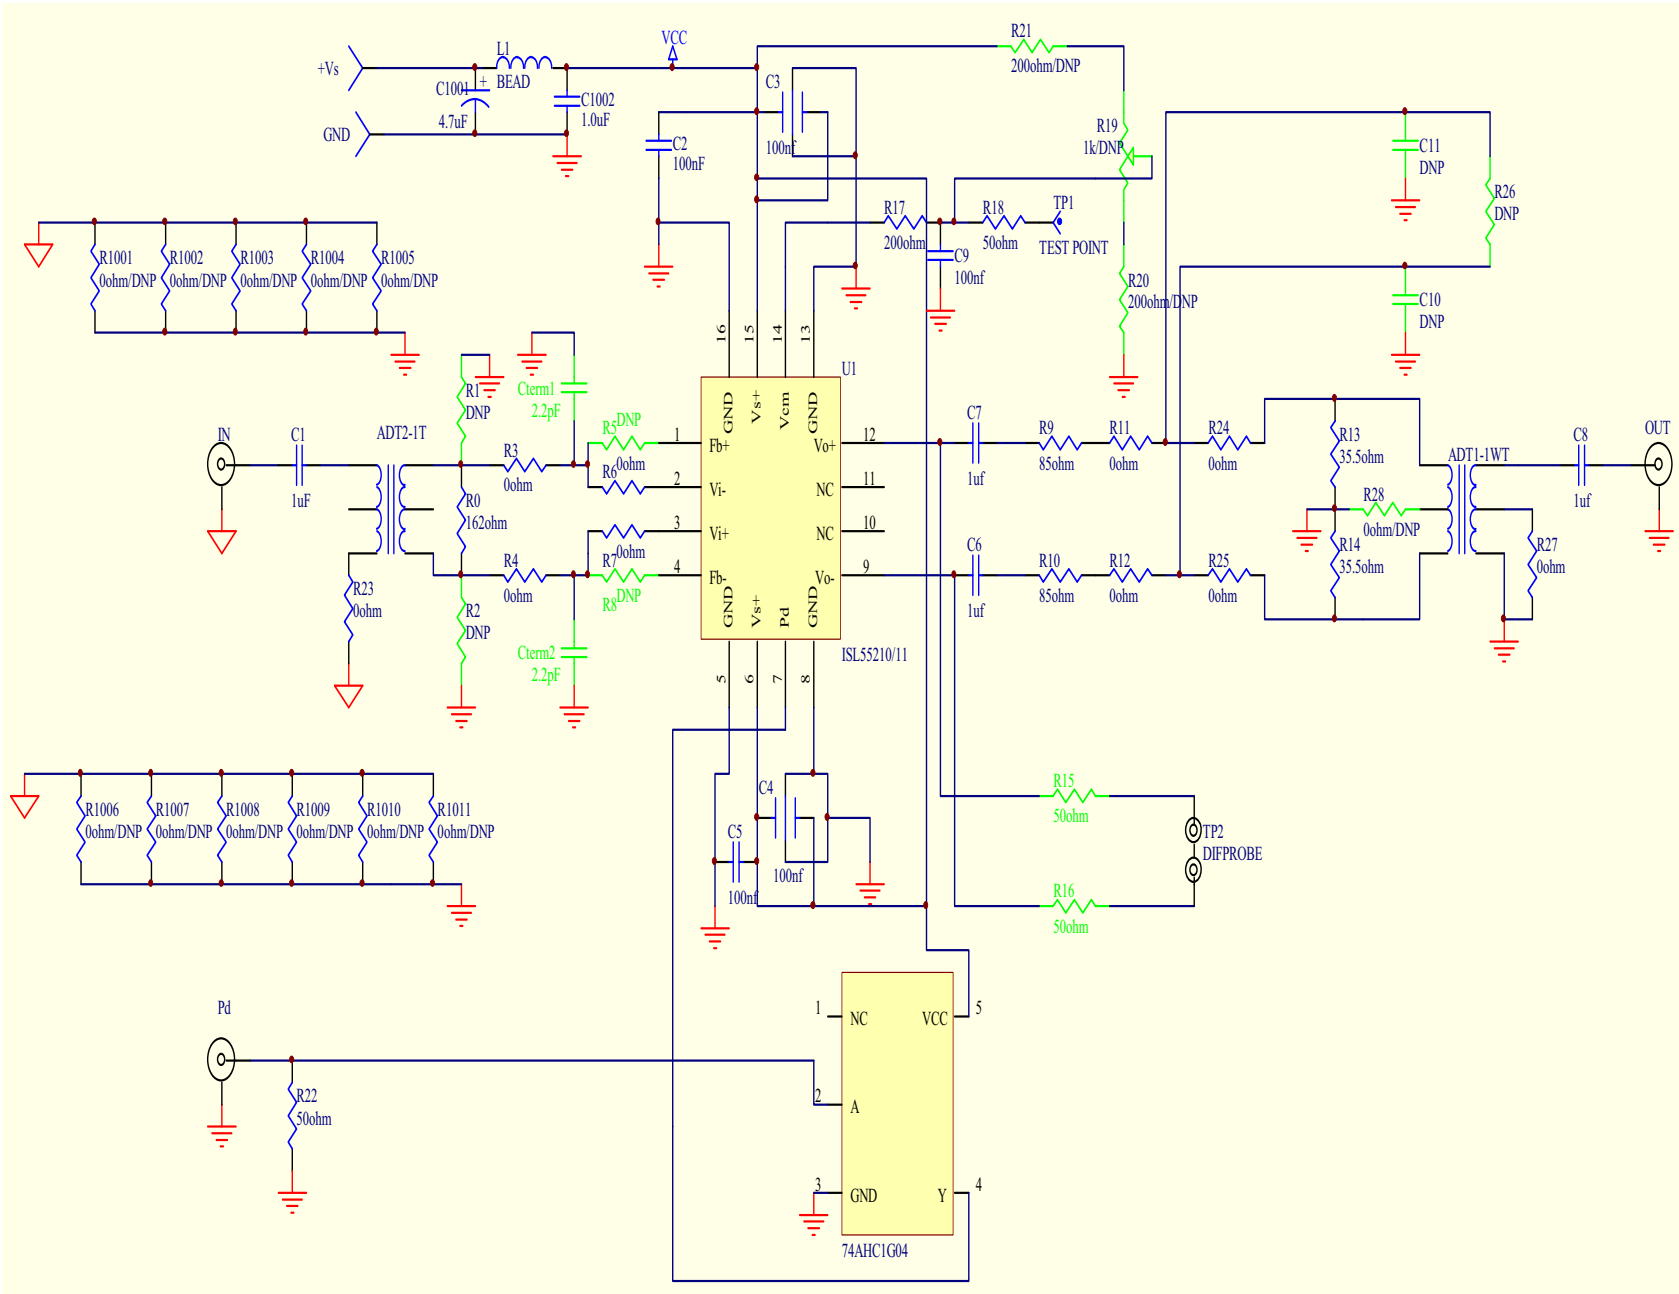 +Vs
GND
C1001
+
4.7uF
L1
BEAD
C1002
1.0uF
VCC
C2
100nF
C3
100nf
R21
200ohm/DNP
R19
1k/DNP
R20
200ohm/DNP
R17
200ohm
R18
50ohm
TP1
TEST POINT
C9
100nf
C11
DNP
R26
DNP
C10
DNP
R1001
0ohm/DNP
R1002
0ohm/DNP
R1003
0ohm/DNP
R1004
0ohm/DNP
R1005
0ohm/DNP
IN
C1
1uF
ADT2-1T
R23
0ohm
R1
DNP
R0
162ohm
R2
DNP
R3
0ohm
R4
0ohm
Cterm1
2.2pF
Cterm2
2.2pF
R5
DNP
0ohm
R6
0ohm
R7
R8
DNP
U1
16
15
14
13
GND
Vs+
Vcm
GND
1
Fb+
2
Vi-
3
Vi+
4
Fb-
12
Vo+
11
NC
10
NC
9
Vo-
GND
Vs+
Pd
GND
5
6
7
8
ISL55210/11
C7
1uf
R9
85ohm
R11
0ohm
R24
0ohm
C6
1uf
R10
85ohm
R12
0ohm
R25
0ohm
R13
35.5ohm
R28
0ohm/DNP
R14
35.5ohm
ADT1-1WT
R27
0ohm
C8
1uf
OUT
R1006
0ohm/DNP
R1007
0ohm/DNP
R1008
0ohm/DNP
R1009
0ohm/DNP
R1010
0ohm/DNP
R1011
0ohm/DNP
C4
100nf
C5
100nf
R15
50ohm
TP2
DIFPROBE
R16
50ohm
Pd
R22
50ohm
1
NC
VCC
5
2
A
3
GND
Y
4
74AHC1G04